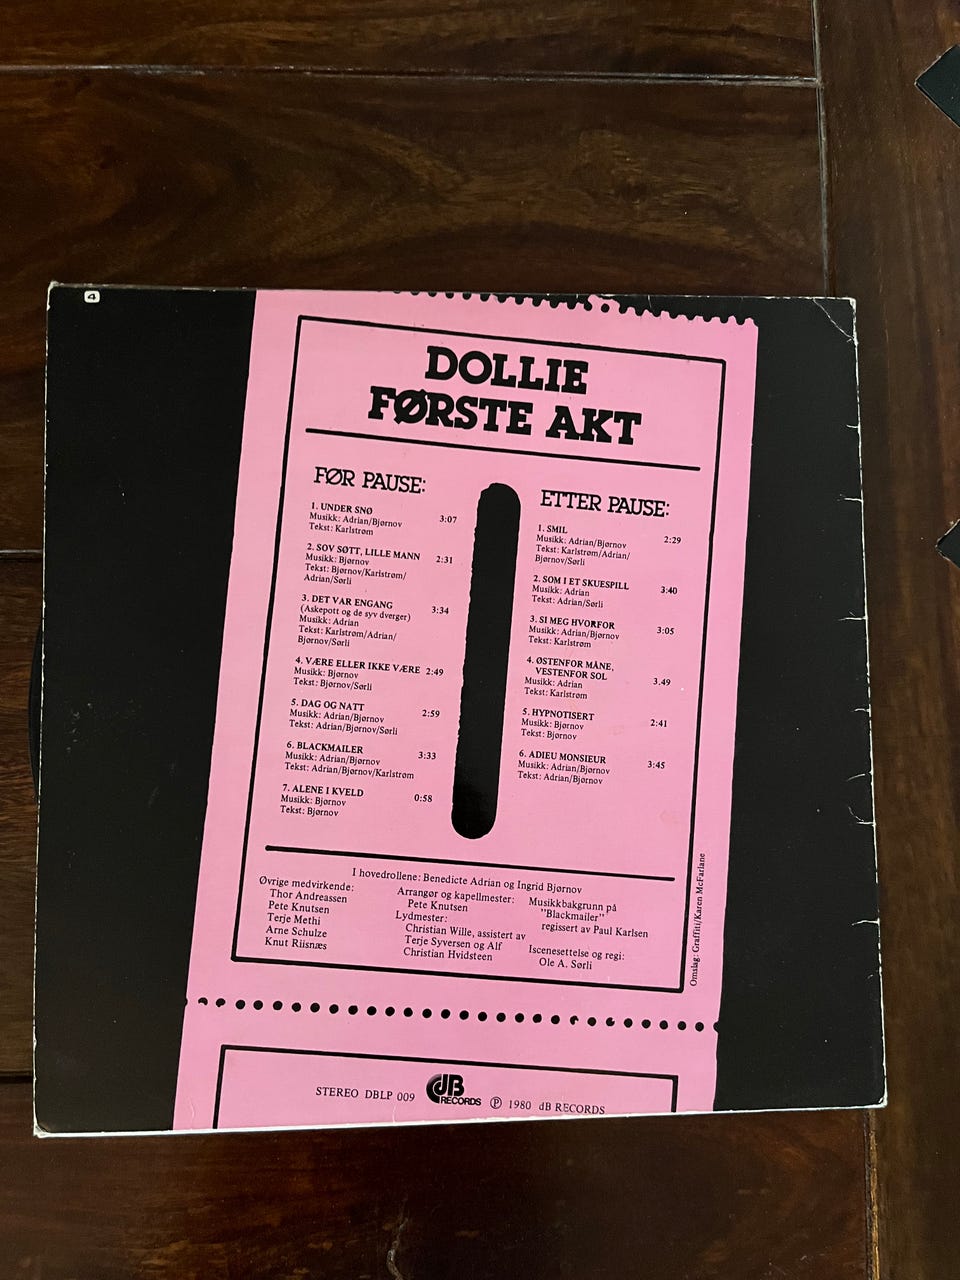 4
DOLLIE
FØRSTE AKT
FØR PAUSE:
1. UNDER SNØ 3:07
Musikk: Adrian/Bjørnov
Tekst: Karlstrøm
2. SOV SØTT, LILLE MANN 2:31
Musikk: Bjørnov
Tekst: Bjørnov/Karlstrøm/
Adrian/Sørli
3. DET VAR ENGANG 3:34
(Askepott og de syv dverger)
Musikk: Adrian
Tekst: Karlstrøm/Adrian/
Bjørnov/Sørli
4. VÆRE ELLER IKKE VÆRE 2:49
Musikk: Bjørnov
Tekst: Bjørnov/Sørli
5. DAG OG NATT 2:59
Musikk: Adrian/Bjørnov
Tekst: Adrian/Bjørnov/Sørli
6. BLACKMAILER 3:33
Musikk: Adrian/Bjørnov
Tekst: Adrian/Bjørnov/Karlstrøm
7. ALENE I KVELD 0:58
Musikk: Bjørnov
Tekst: Bjørnov
ETTER PAUSE:
1. SMIL 2:29
Musikk: Adrian/Bjørnov
Tekst: Karlstrøm/Adrian/
Bjørnov/Sørli
2. SOM I ET SKUESPILL 3:40
Musikk: Adrian
Tekst: Adrian/Sørli
3. SI MEG HVORFOR 3:05
Musikk: Adrian/Bjørnov
Tekst: Karlstrom
4. ØSTENFOR MÅNE,
VESTENFOR SOL 3.49
Musikk: Adrian
Tekst: Karlstrøm
5. HYPNOTISERT 2:41
Musikk: Bjørnov
Tekst: Bjørnov
6. ADIEU MONSIEUR 3:45
Musikk: Adrian/Bjørnov
Tekst: Adrian/Bjørnov
I hovedrollene: Benedicte Adrian og Ingrid Bjørnov
Øvrige medvirkende:
Thor Andreassen
Pete Knutsen
Terje Methi
Arne Schulze
Knut Riisnæs
Arrangør og kapellmester:
Pete Knutsen
Lydmester:
Christian Wille, assistert av
Terje Syversen og Alf
Christian Hvidsteen
Musikkbakgrunn på
"Blackmailer"
regissert av Paul Karlsen
Iscenesettelse og regi:
Ole A. Sørli
Omslag: Graffiti/Karen McFarlane
STEREO DBLP 009 dB RECORDS Ⓟ 1980 dB RECORDS